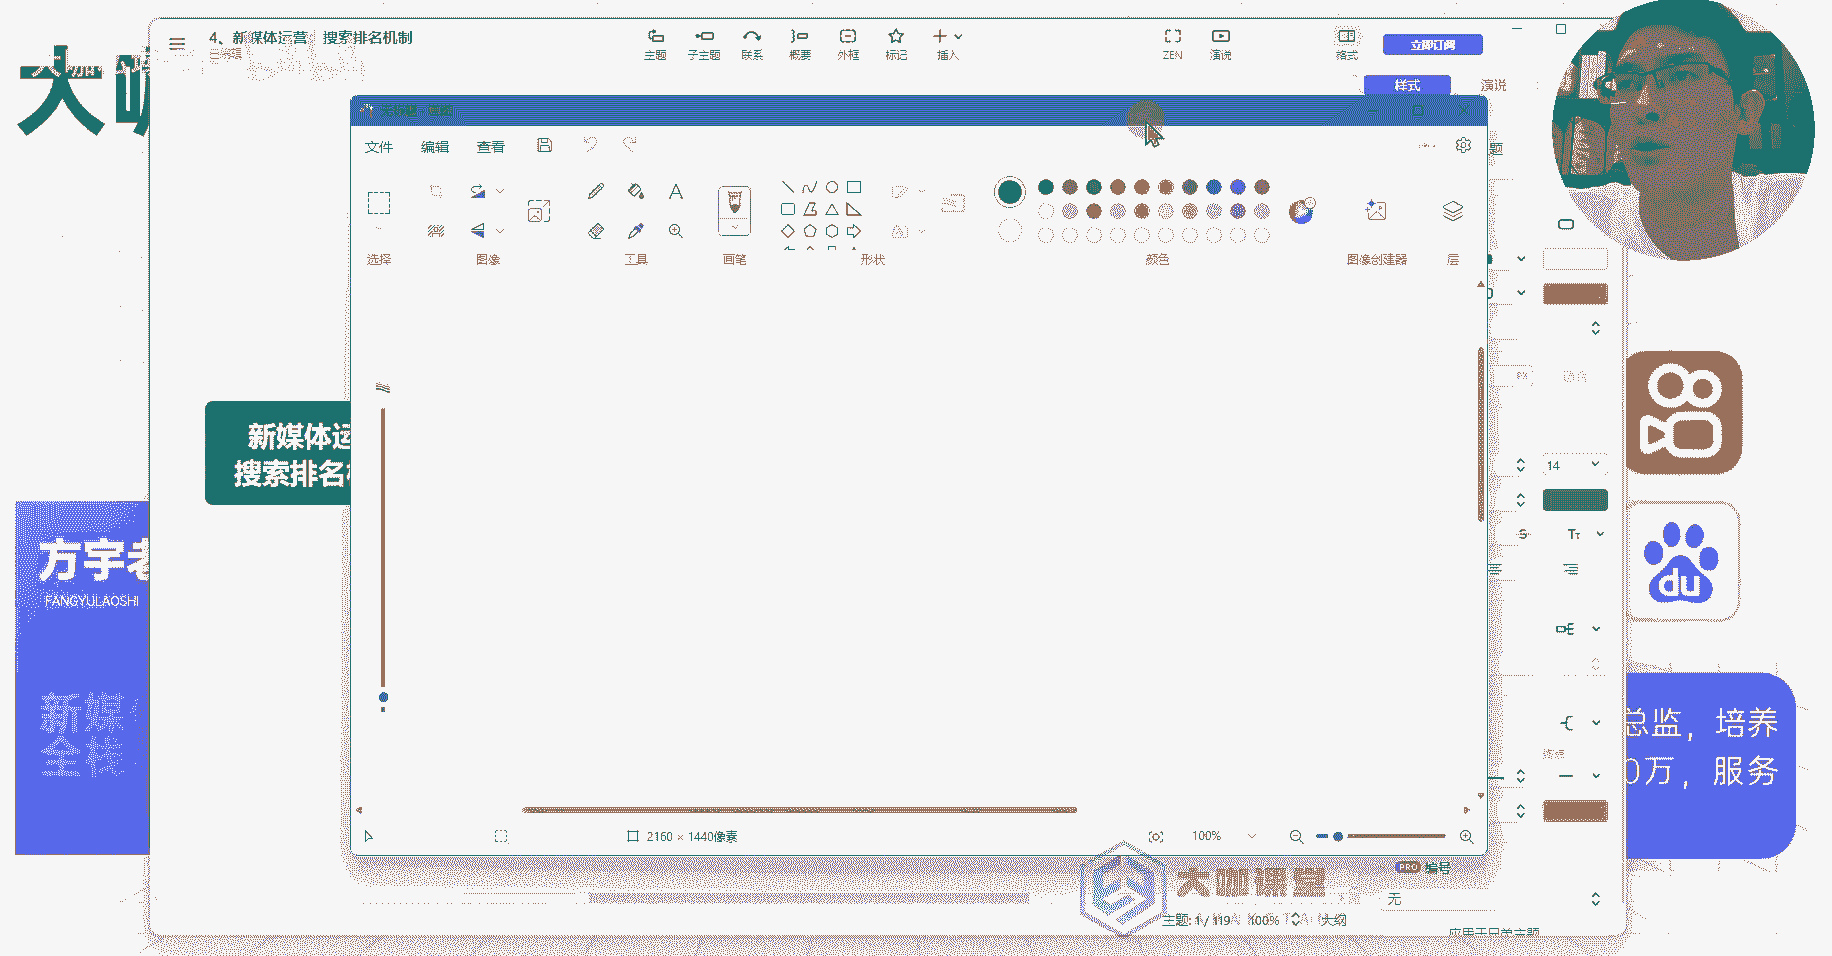 大咖
4、新媒体运营 搜索排名机制
已编辑
主题
子主题
联系
概要
外框
标记
插入
ZEN
演说
格式
立即订阅
样式
演说
文件
编辑
查看
选择
图像
工具
画笔
形状
颜色
图像创建器
层
题
新媒体运
搜索排名
14
方宇老
FANGYULAOSHI
新媒
全栈
du
总监，培养
0万，服务
2160 × 1440像素
100%
大咖课堂
PRO 编号
无
主题: 1 / 119
100%
大纲
应用于兄弟主题